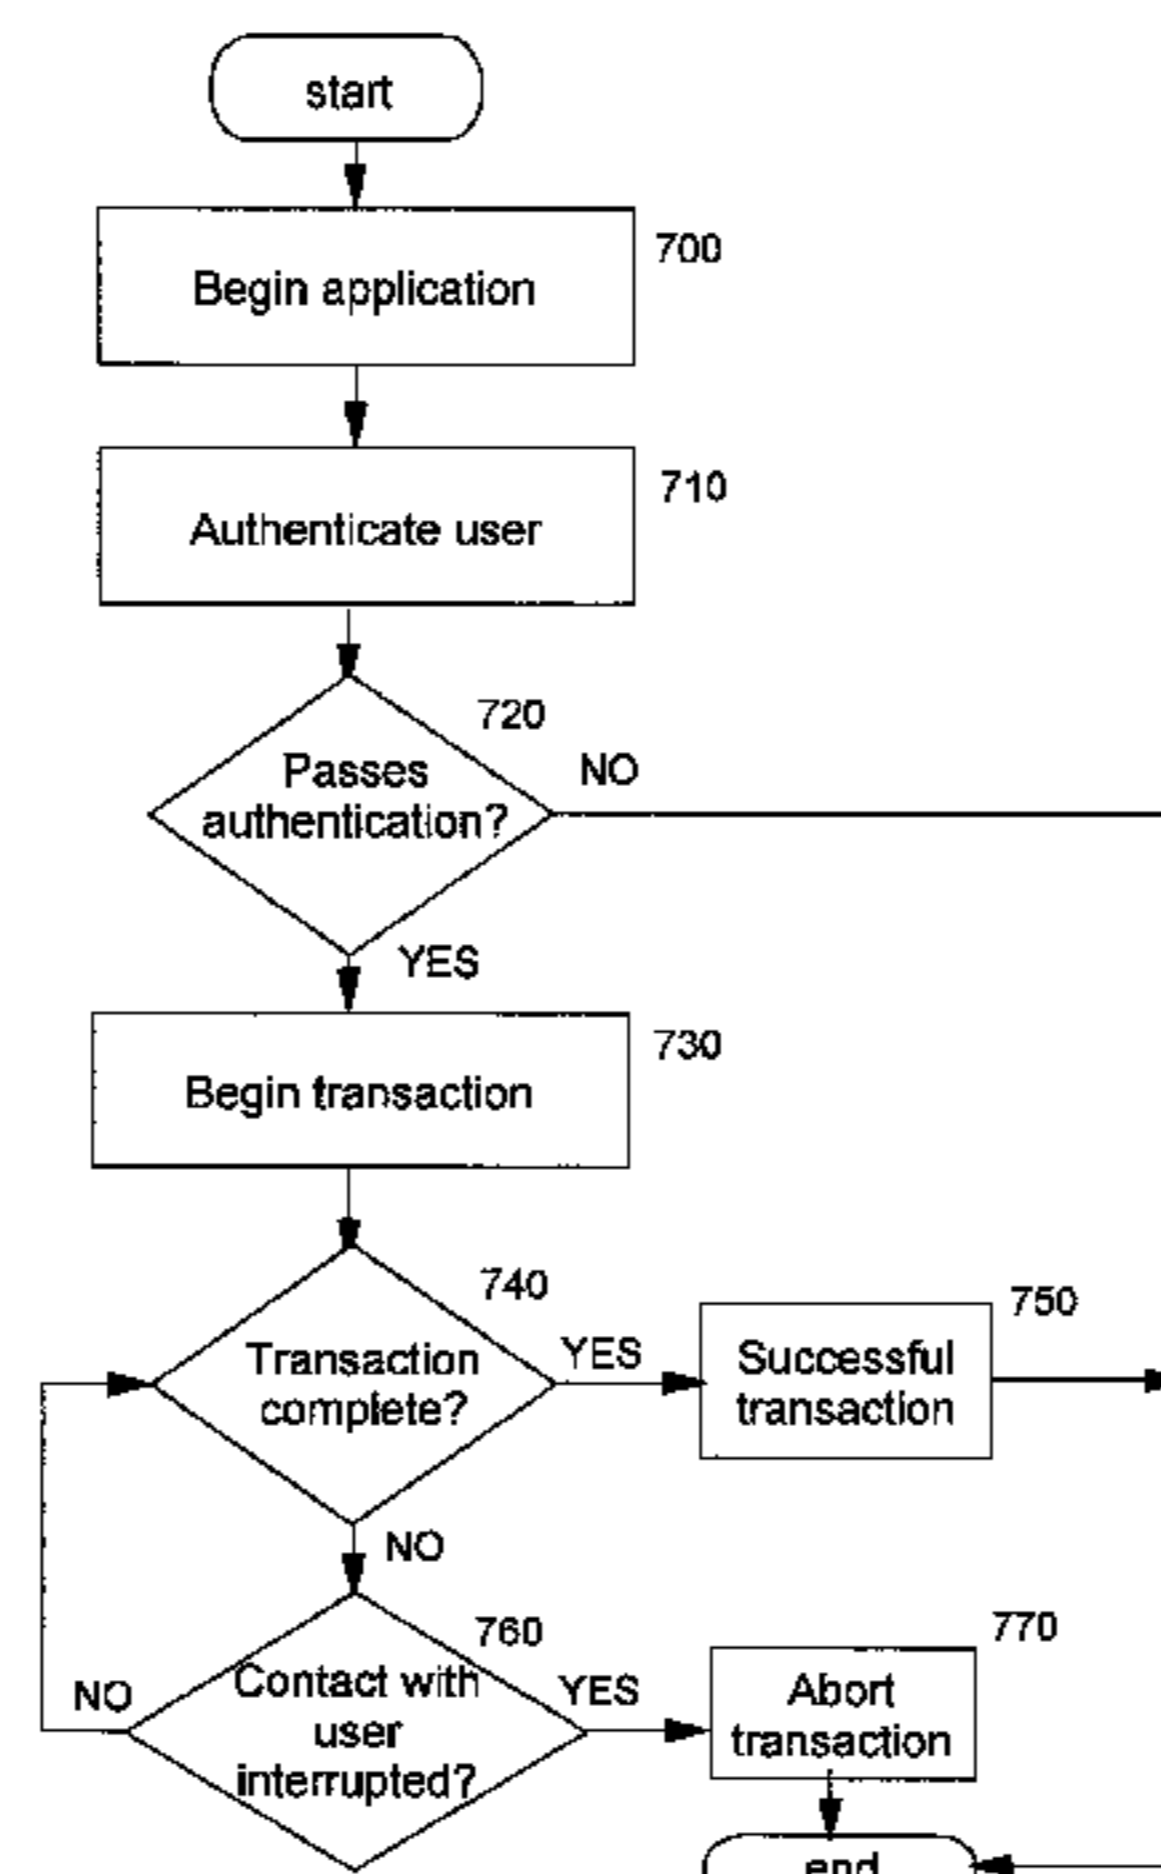 start
700
Begin application
710
Authenticate user
720
NO
Passes
authentication?
YES
730
Begin transaction
740
750
YES
Transaction
complete?
Successful
transaction
NO
760
770
NO
Contact with
user
interrupted?
YES
Abort
transaction
end